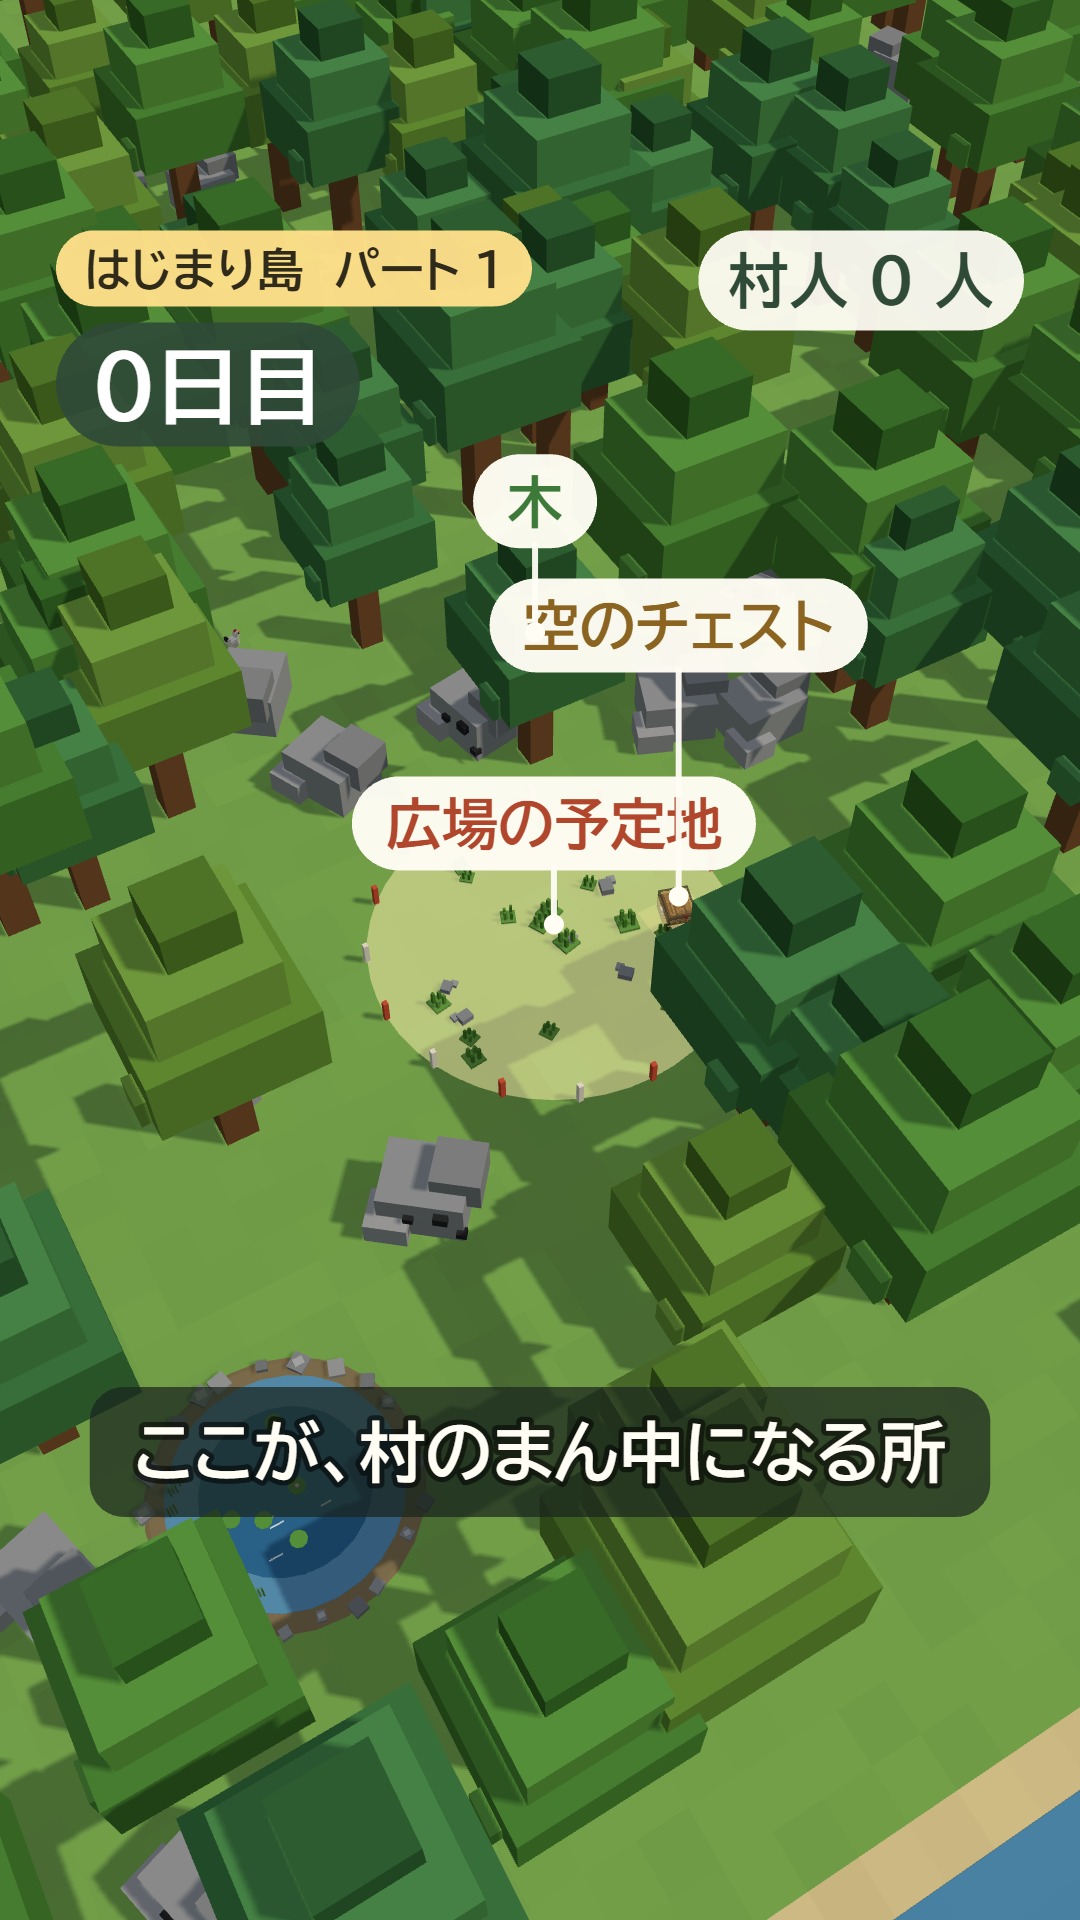 はじまり島 パート 1
村人 0 人
0日目
木
空のチェスト
広場の予定地
ここが、村のまん中になる所